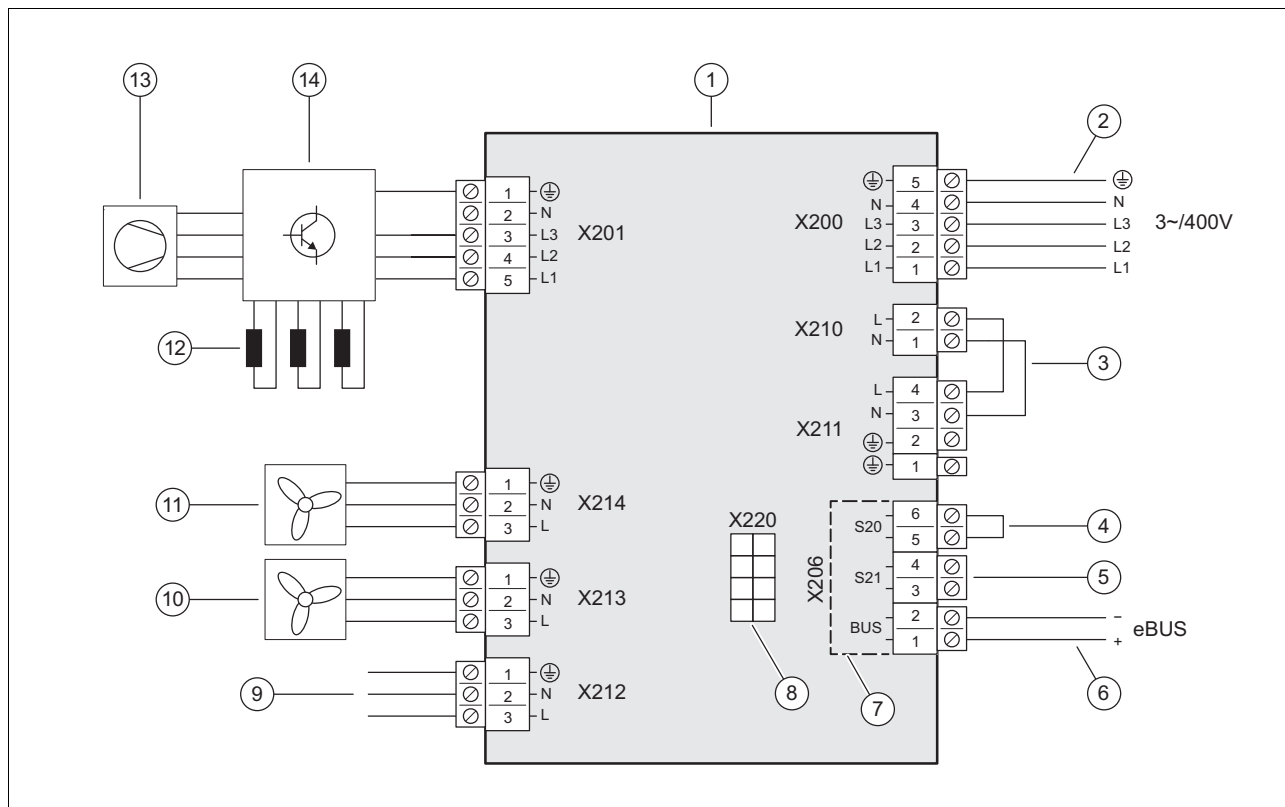 13
14
1
2
X201
1
2 N
3 L3
4 L2
5 L1
X200
5
N 4 N
L3 3 L3
L2 2 L2
L1 1 L1
3~/400V
X210
L 2
N 1
3
12
X211
L 4
N 3
2
1
11
X214
1
2 N
3 L
10
X213
1
2 N
3 L
9
X212
1
2 N
3 L
X220
8
X206
S20
6
5
4
S21
4
3
5
BUS
2 −
1 +
eBUS
7
6